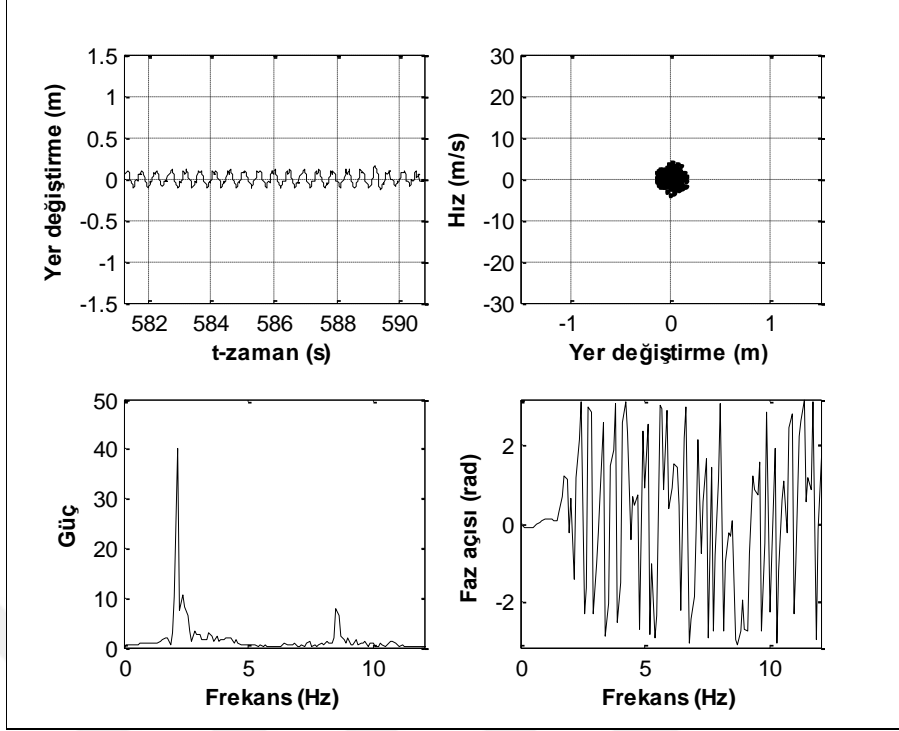 1.5
1
0.5
0
-0.5
-1
-1.5
Yer değiştirme (m)
582 584 586 588 590
t-zaman (s)
30
20
10
0
-10
-20
-30
Hız (m/s)
-1 0 1
Yer değiştirme (m)
50
40
30
20
10
0
Güç
0 5 10
Frekans (Hz)
2
0
-2
Faz açısı (rad)
0 5 10
Frekans (Hz)